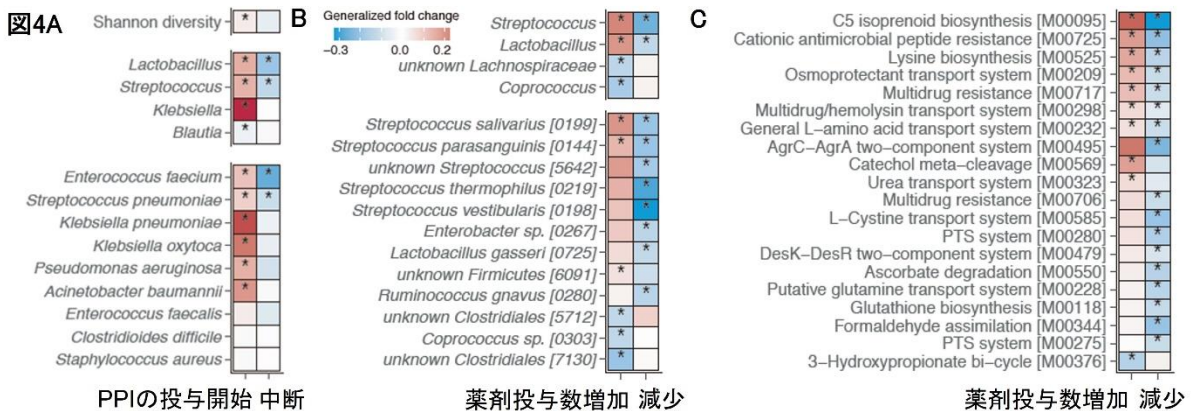 図4A
Shannon diversity
Lactobacillus
Streptococcus
Klebsiella
Blautia
Enterococcus faecium
Streptococcus pneumoniae
Klebsiella pneumoniae
Klebsiella oxytoca
Pseudomonas aeruginosa
Acinetobacter baumannii
Enterococcus faecalis
Clostridioides difficile
Staphylococcus aureus
PPIの投与開始 中断
B
Generalized fold change
−0.3 0.0 0.2
Streptococcus
Lactobacillus
unknown Lachnospiraceae
Coprococcus
Streptococcus salivarius [0199]
Streptococcus parasanguinis [0144]
unknown Streptococcus [5642]
Streptococcus thermophilus [0219]
Streptococcus vestibularis [0198]
Enterobacter sp. [0267]
Lactobacillus gasseri [0725]
unknown Firmicutes [6091]
Ruminococcus gnavus [0280]
unknown Clostridiales [5712]
Coprococcus sp. [0303]
unknown Clostridiales [7130]
薬剤投与数増加 減少
C
C5 isoprenoid biosynthesis [M00095]
Cationic antimicrobial peptide resistance [M00725]
Lysine biosynthesis [M00525]
Osmoprotectant transport system [M00209]
Multidrug resistance [M00717]
Multidrug/hemolysin transport system [M00298]
General L−amino acid transport system [M00232]
AgrC−AgrA two−component system [M00495]
Catechol meta−cleavage [M00569]
Urea transport system [M00323]
Multidrug resistance [M00706]
L−Cystine transport system [M00585]
PTS system [M00280]
DesK−DesR two−component system [M00479]
Ascorbate degradation [M00550]
Putative glutamine transport system [M00228]
Glutathione biosynthesis [M00118]
Formaldehyde assimilation [M00344]
PTS system [M00275]
3−Hydroxypropionate bi−cycle [M00376]
薬剤投与数増加 減少